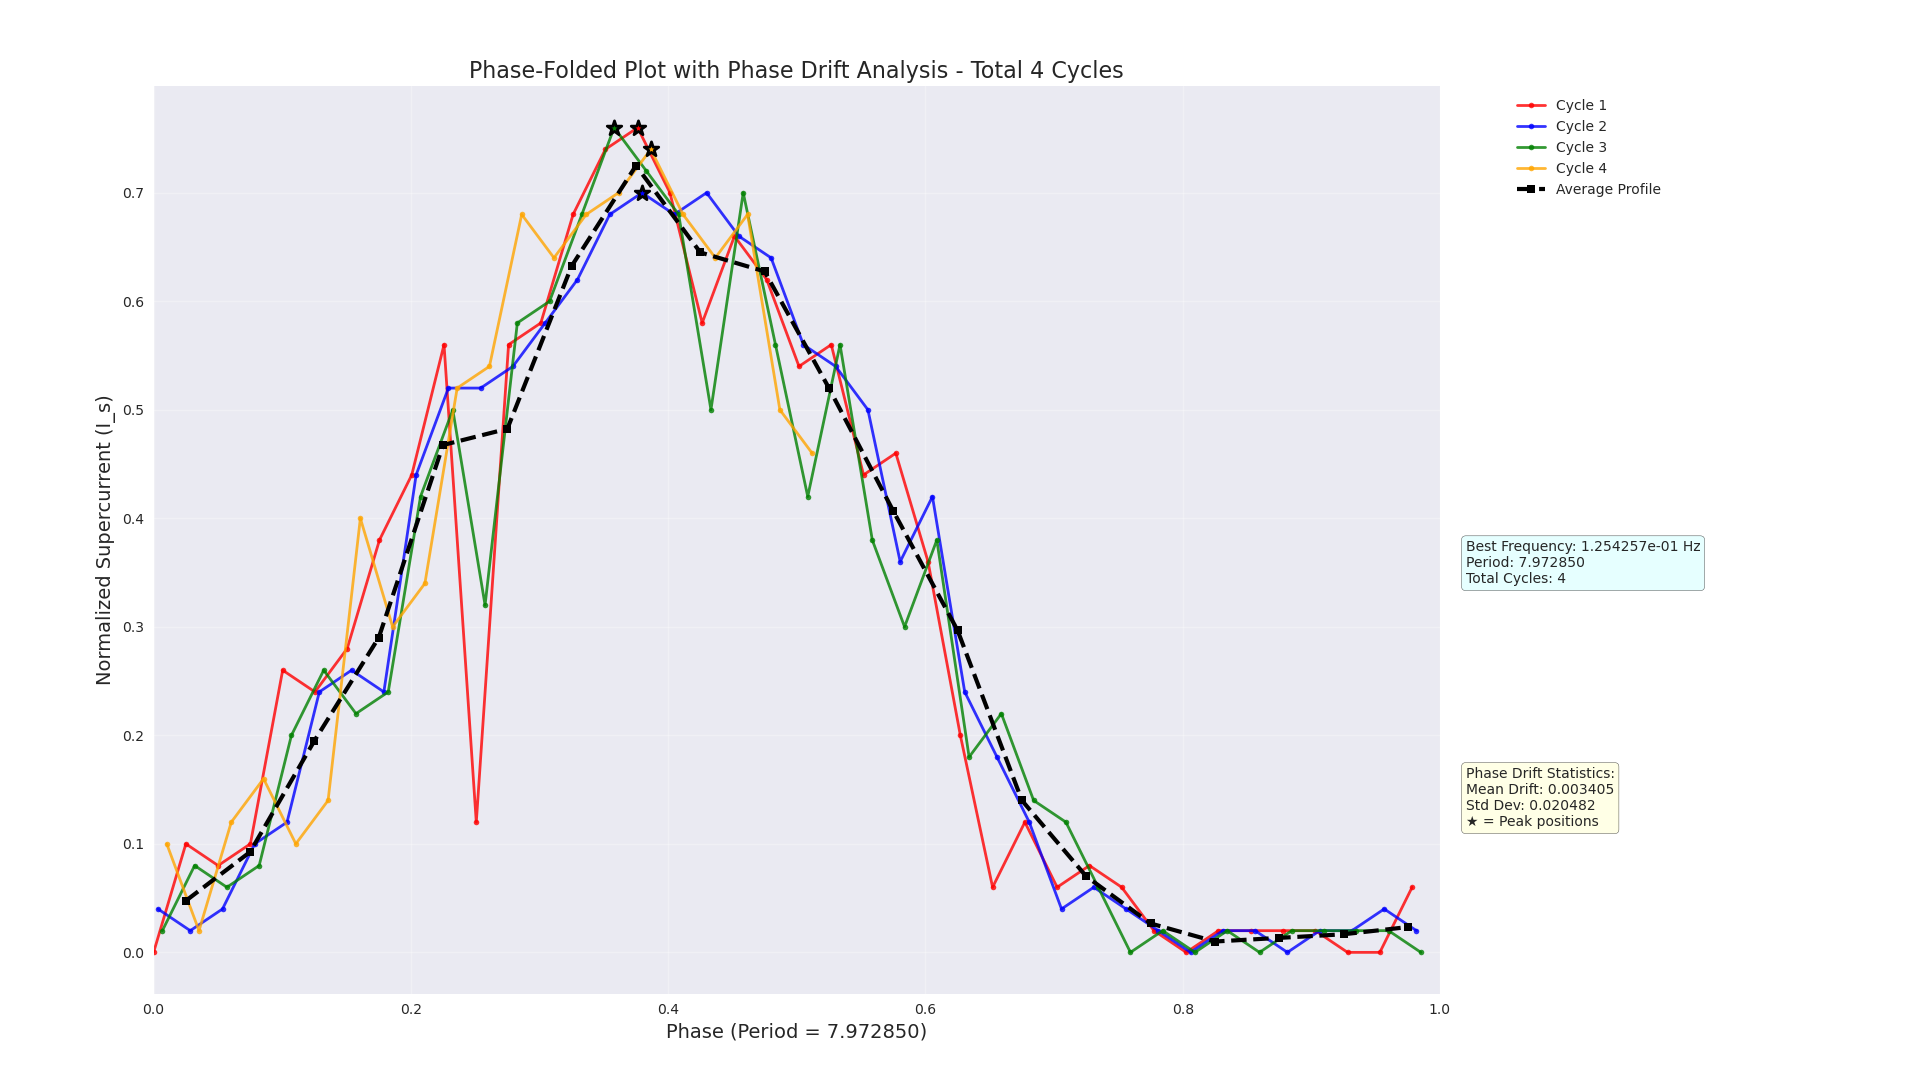 Phase-Folded Plot with Phase Drift Analysis - Total 4 Cycles
Cycle 1
Cycle 2
Cycle 3
Cycle 4
Average Profile
Normalized Supercurrent (I_s)
0.7
0.6
0.5
0.4
0.3
0.2
0.1
0.0
0.0
0.2
0.4
0.6
0.8
1.0
Phase (Period = 7.972850)
Best Frequency: 1.254257e-01 Hz
Period: 7.972850
Total Cycles: 4
Phase Drift Statistics:
Mean Drift: 0.003405
Std Dev: 0.020482
★ = Peak positions